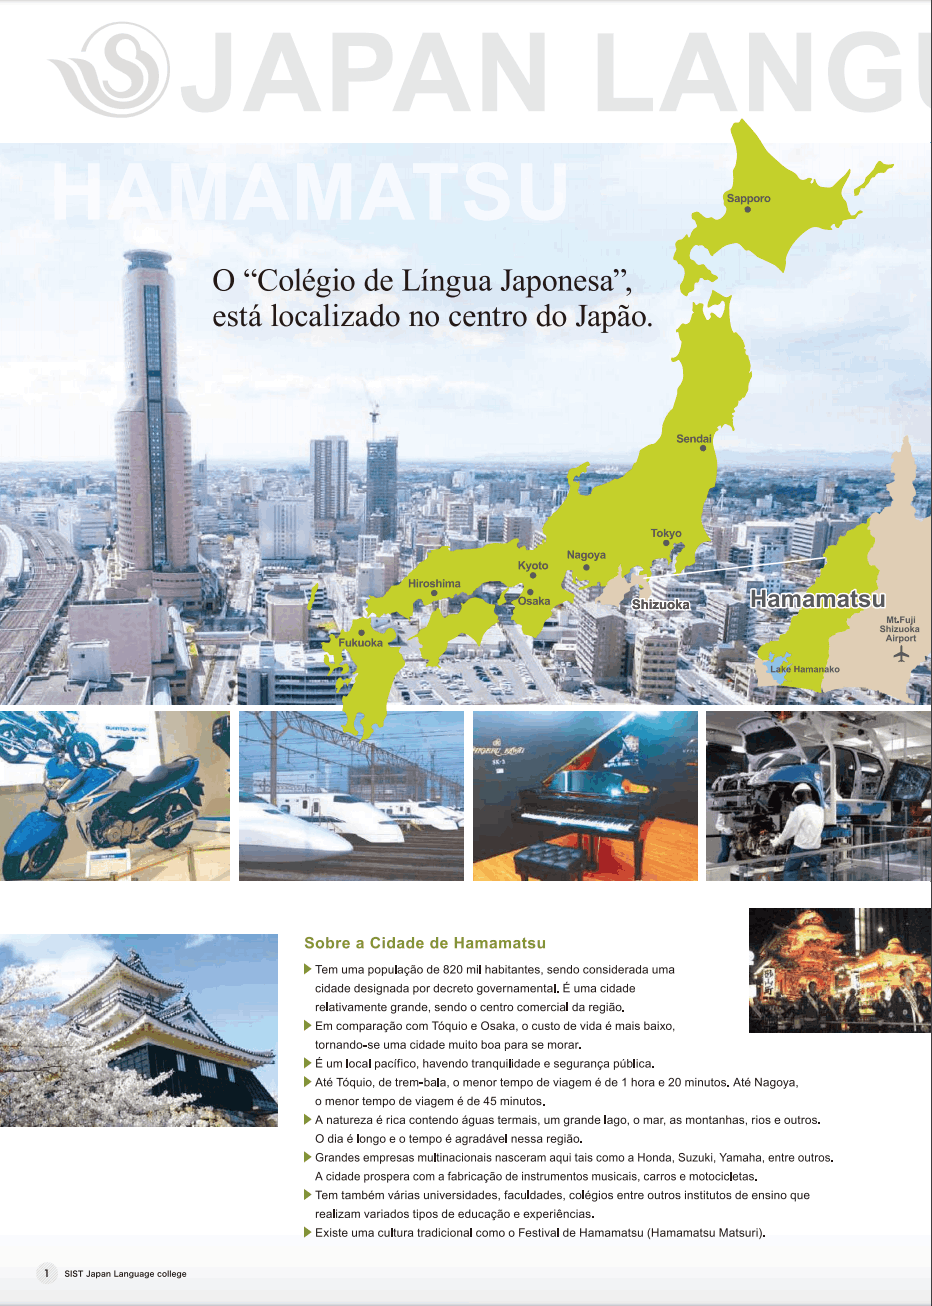 JAPAN LANGU
HAMAMATSU
O “Colégio de Língua Japonesa”,
está localizado no centro do Japão.
Sapporo
Sendai
Tokyo
Nagoya
Kyoto
Hiroshima
Osaka
Shizuoka
Fukuoka
Hamamatsu
Mt.Fuji
Shizuoka
Airport
Lake Hamanako
Sobre a Cidade de Hamamatsu
Tem uma população de 820 mil habitantes, sendo considerada uma
cidade designada por decreto governamental. É uma cidade
relativamente grande, sendo o centro comercial da região.
Em comparação com Tóquio e Osaka, o custo de vida é mais baixo,
tornando-se uma cidade muito boa para se morar.
É um local pacífico, havendo tranquilidade e segurança pública.
Até Tóquio, de trem-bala, o menor tempo de viagem é de 1 hora e 20 minutos. Até Nagoya,
o menor tempo de viagem é de 45 minutos.
A natureza é rica contendo águas termais, um grande lago, o mar, as montanhas, rios e outros.
O dia é longo e o tempo é agradável nessa região.
Grandes empresas multinacionais nasceram aqui tais como a Honda, Suzuki, Yamaha, entre outros.
A cidade prospera com a fabricação de instrumentos musicais, carros e motocicletas.
Tem também várias universidades, faculdades, colégios entre outros institutos de ensino que
realizam variados tipos de educação e experiências.
Existe uma cultura tradicional como o Festival de Hamamatsu (Hamamatsu Matsuri).
1 SIST Japan Language college